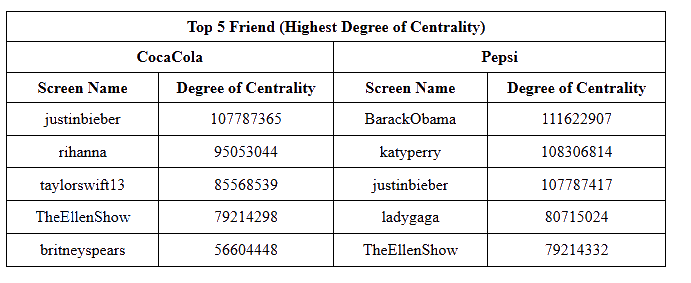 Top 5 Friend (Highest Degree of Centrality)
CocaCola Pepsi
Screen Name Degree of Centrality Screen Name Degree of Centrality
justinbieber 107787365 BarackObama 111622907
rihanna 95053044 katyperry 108306814
taylorswift13 85568539 justinbieber 107787417
TheEllenShow 79214298 ladygaga 80715024
britneyspears 56604448 TheEllenShow 79214332